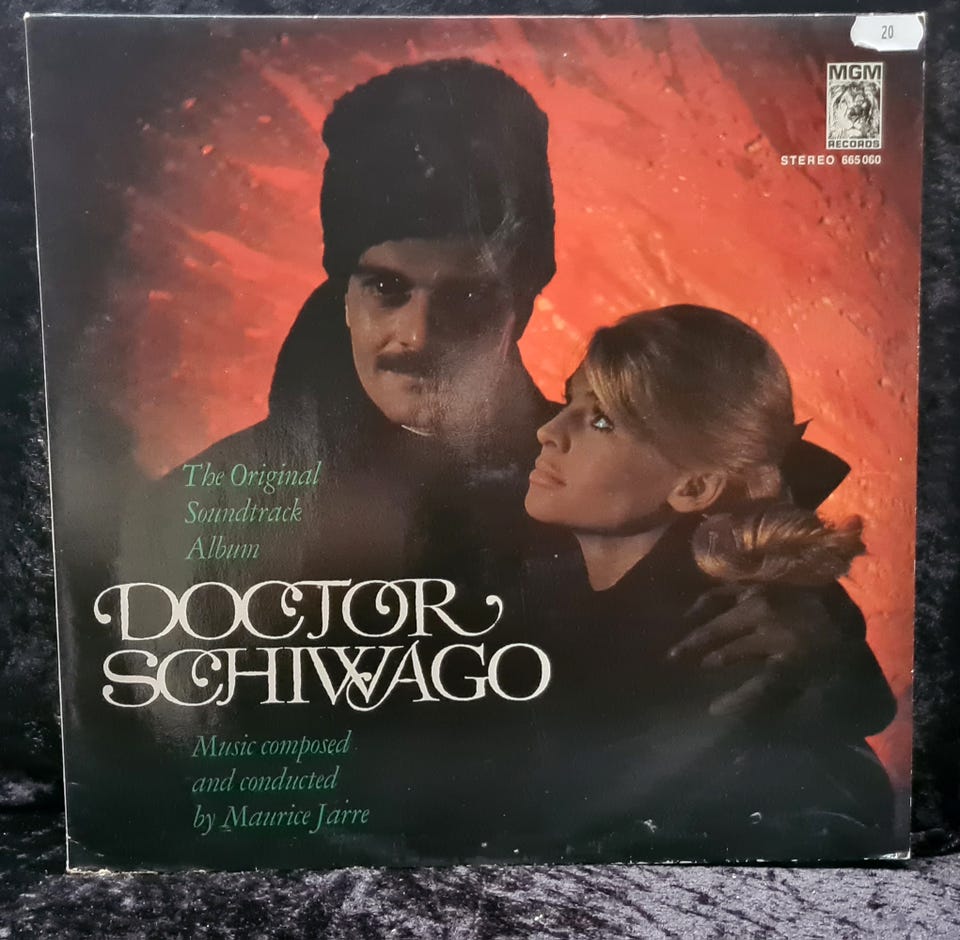 20
MGM
RECORDS
STEREO 665 060
The Original
Soundtrack
Album
DOCTOR
SCHIWAGO
Music composed
and conducted
by Maurice Jarre